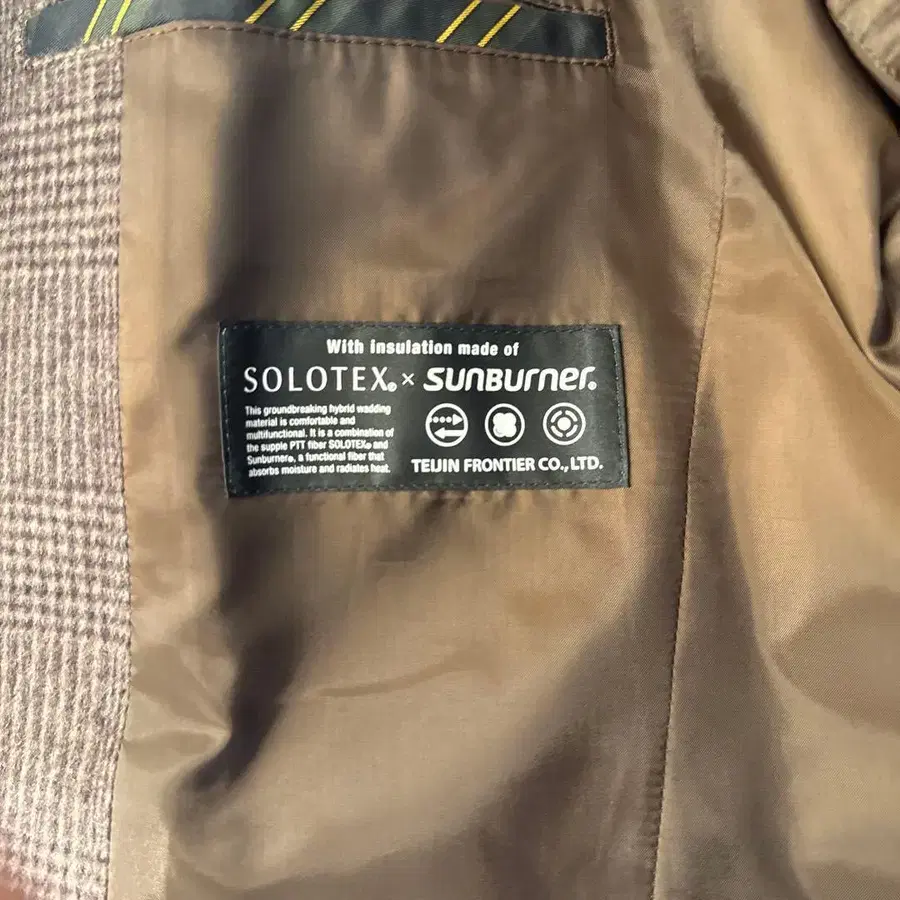 With insulation made of
SOLOTEX® × SUNBURNER®
This groundbreaking hybrid wadding
material is comfortable and
multifunctional. It is a combination of
the supple PTT fiber SOLOTEX® and
Sunburner®, a functional fiber that
absorbs moisture and radiates heat.
TEIJIN FRONTIER CO., LTD.